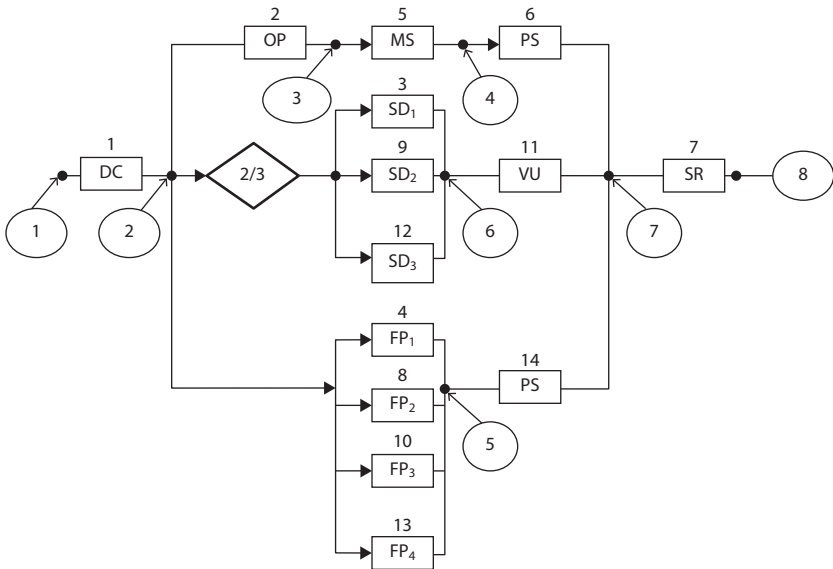 2 5 6
OP MS PS
3 4
3
SD₁
1 9 11 7
DC 2/3 SD₂ VU SR 8
1 2 6 7
12
SD₃
4
FP₁
8 14
FP₂ PS
5
10
FP₃
13
FP₄